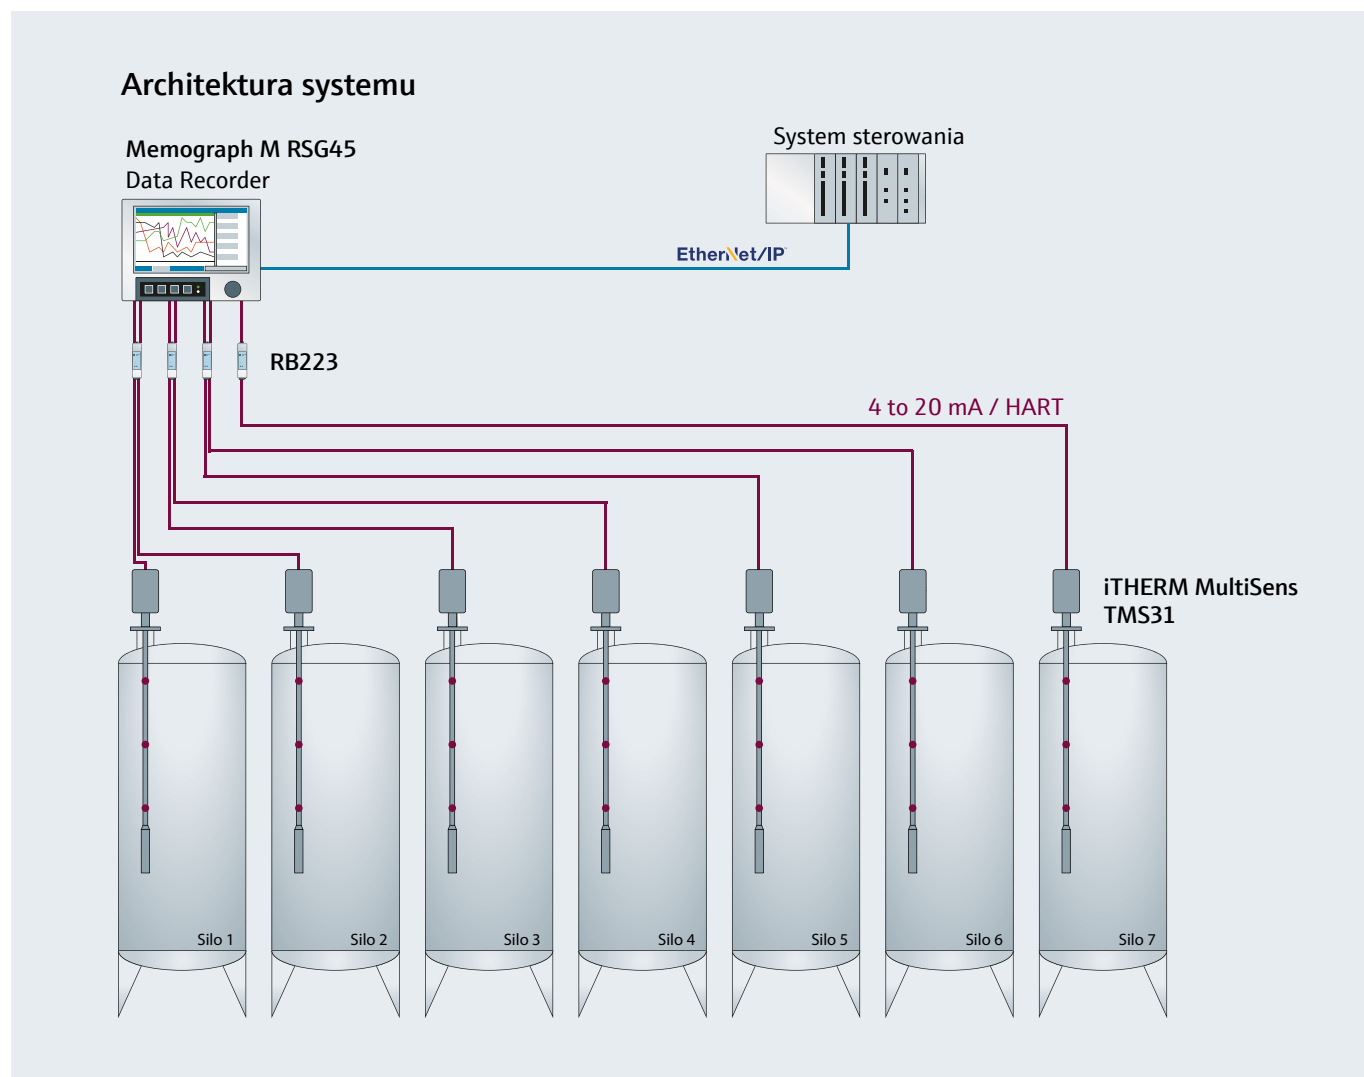 Architektura systemu
Memograph M RSG45
Data Recorder
System sterowania
EtherNet/IP™
RB223
4 to 20 mA / HART
iTHERM MultiSens
TMS31
Silo 1
Silo 2
Silo 3
Silo 4
Silo 5
Silo 6
Silo 7